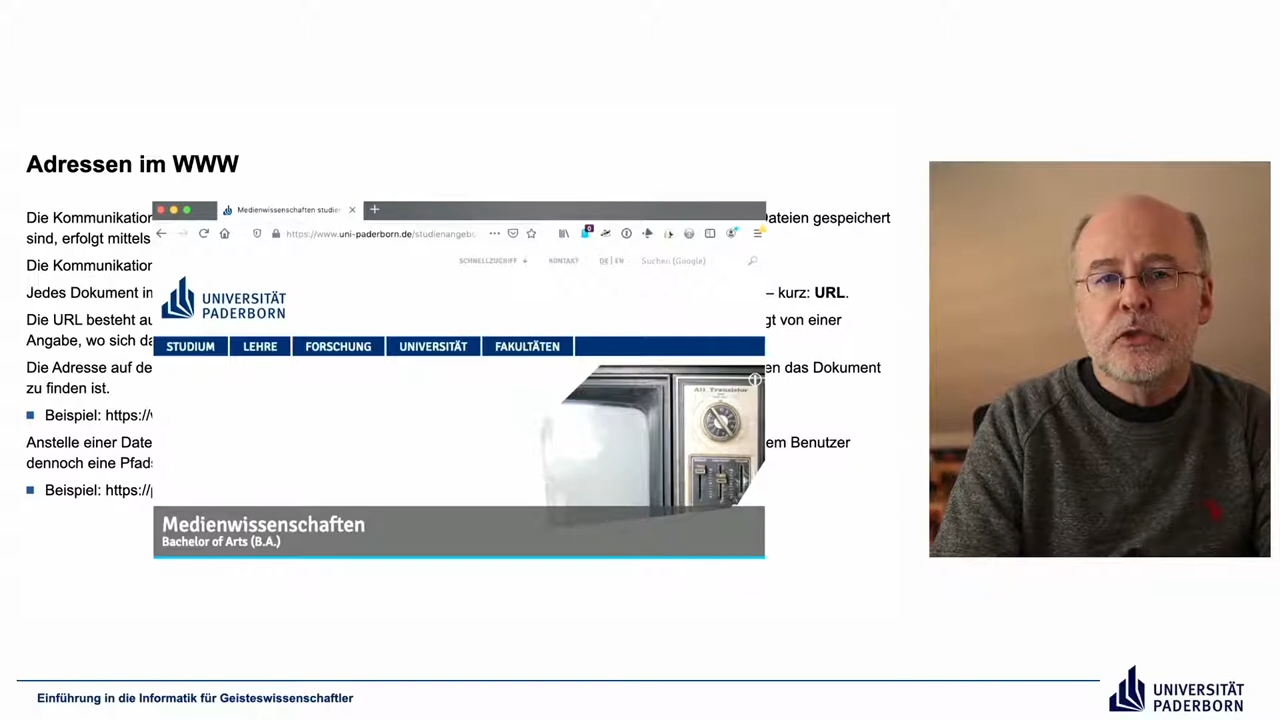 Adressen im WWW
Die Kommunikation
Dateien gespeichert
sind, erfolgt mittels
Die Kommunikation
Jedes Dokument in
– kurz: URL.
Die URL besteht au
gt von einer
Angabe, wo sich da
Die Adresse auf de
en das Dokument
zu finden ist.
Beispiel: https://
Anstelle einer Date
em Benutzer
dennoch eine Pfad
Beispiel: https://
Medienwissenschaften studie
https://www.uni-paderborn.de/studienangebo
SCHNELLZUGRIFF
KONTAKT
DE | EN
Suchen (Google)
UNIVERSITÄT
PADERBORN
STUDIUM
LEHRE
FORSCHUNG
UNIVERSITÄT
FAKULTÄTEN
All Transistor
Medienwissenschaften
Bachelor of Arts (B.A.)
Einführung in die Informatik für Geisteswissenschaftler
UNIVERSITÄT
PADERBORN